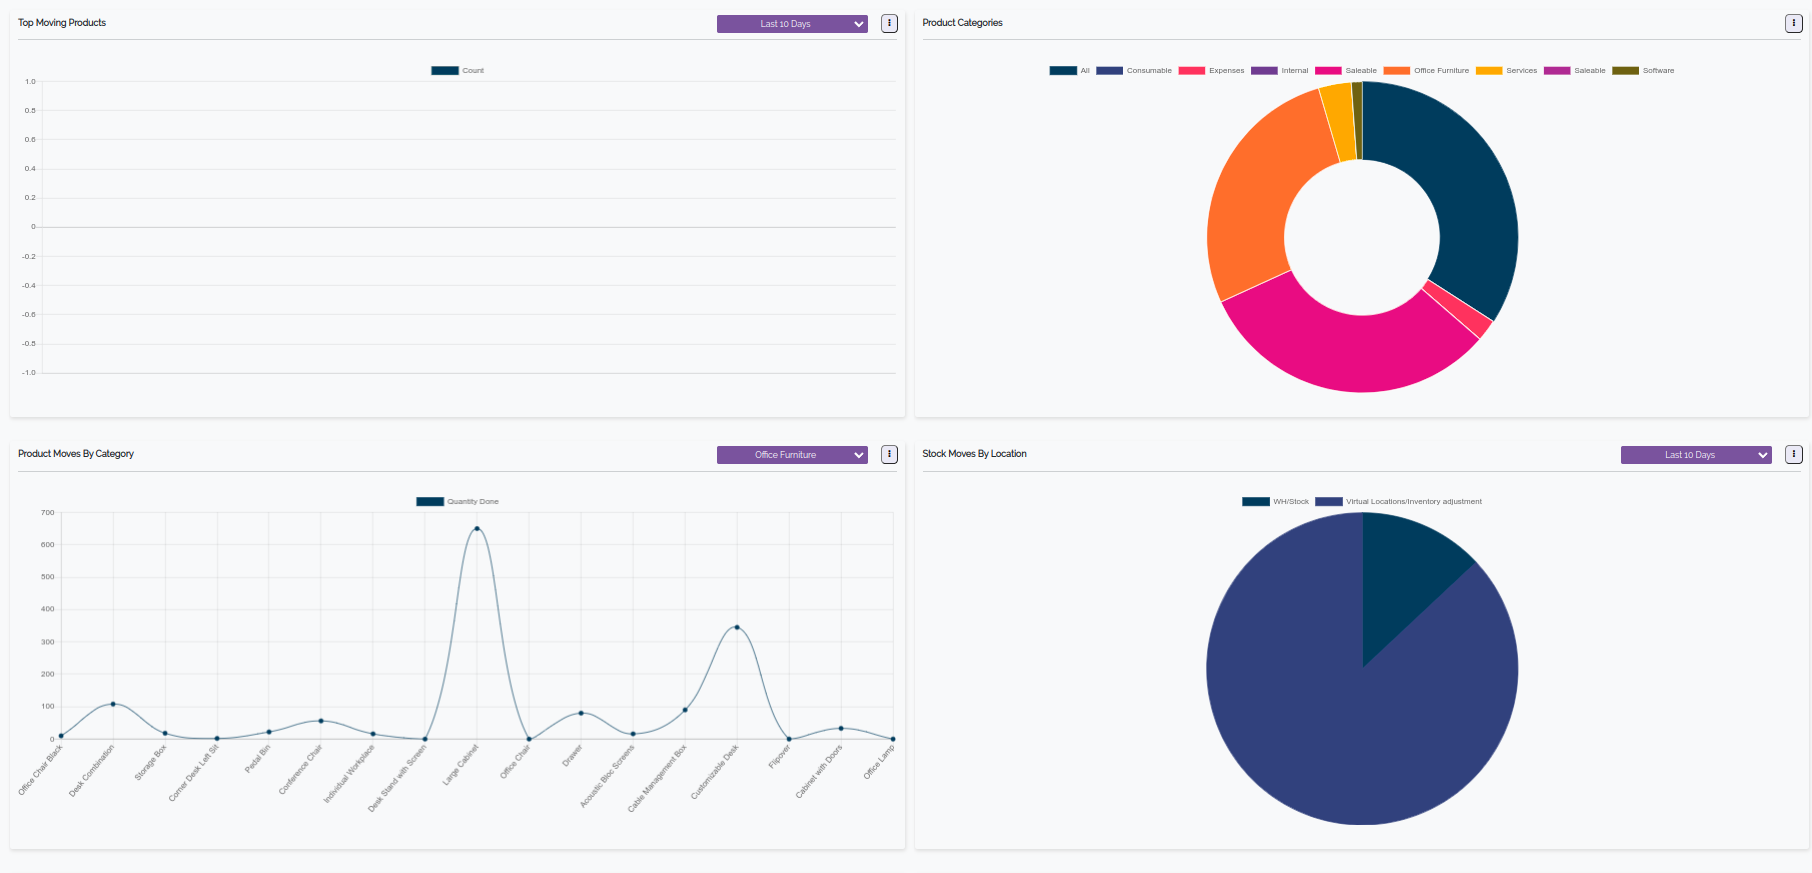 Top Moving Products
Last 10 Days
Count
1.0
0.8
0.6
0.4
0.2
0
-0.2
-0.4
-0.6
-0.8
-1.0
Product Categories
All Consumable Expenses Internal Saleable Office Furniture Services Saleable Software
Product Moves By Category
Office Furniture
Quantity Done
700
600
500
400
300
200
100
0
Office Chair Black
Desk Combination
Storage Box
Corner Desk Left Sit
Pedal Bin
Conference Chair
Individual Workplace
Desk Stand with Screen
Large Cabinet
Office Chair
Drawer
Acoustic Bloc Screens
Cable Management Box
Customizable Desk
Flipover
Cabinet with Doors
Office Lamp
Stock Moves By Location
Last 10 Days
WH/Stock Virtual Locations/Inventory adjustment